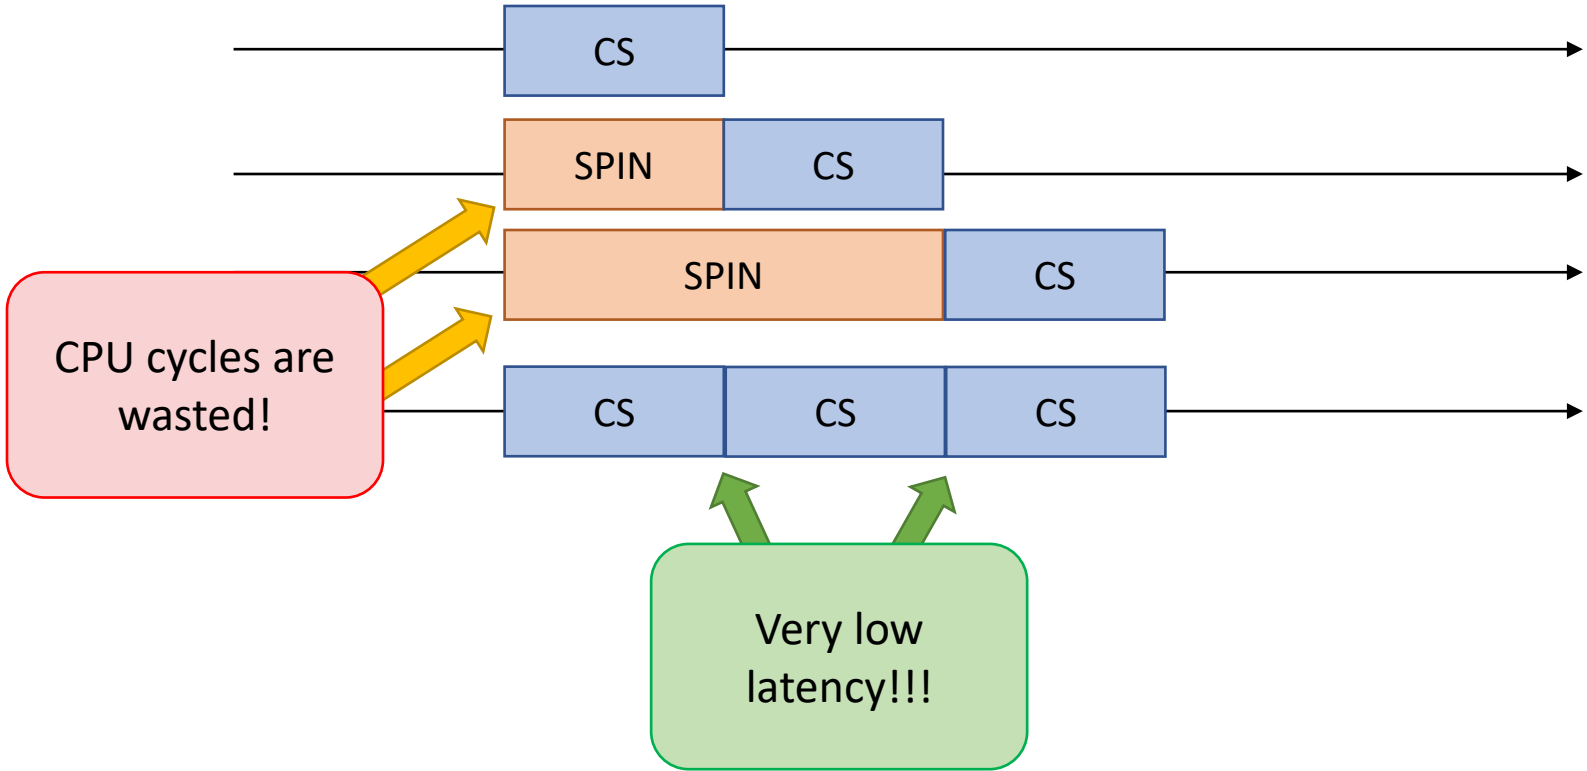 CS
SPIN CS
SPIN CS
CPU cycles are
wasted!
CS CS CS
Very low
latency!!!